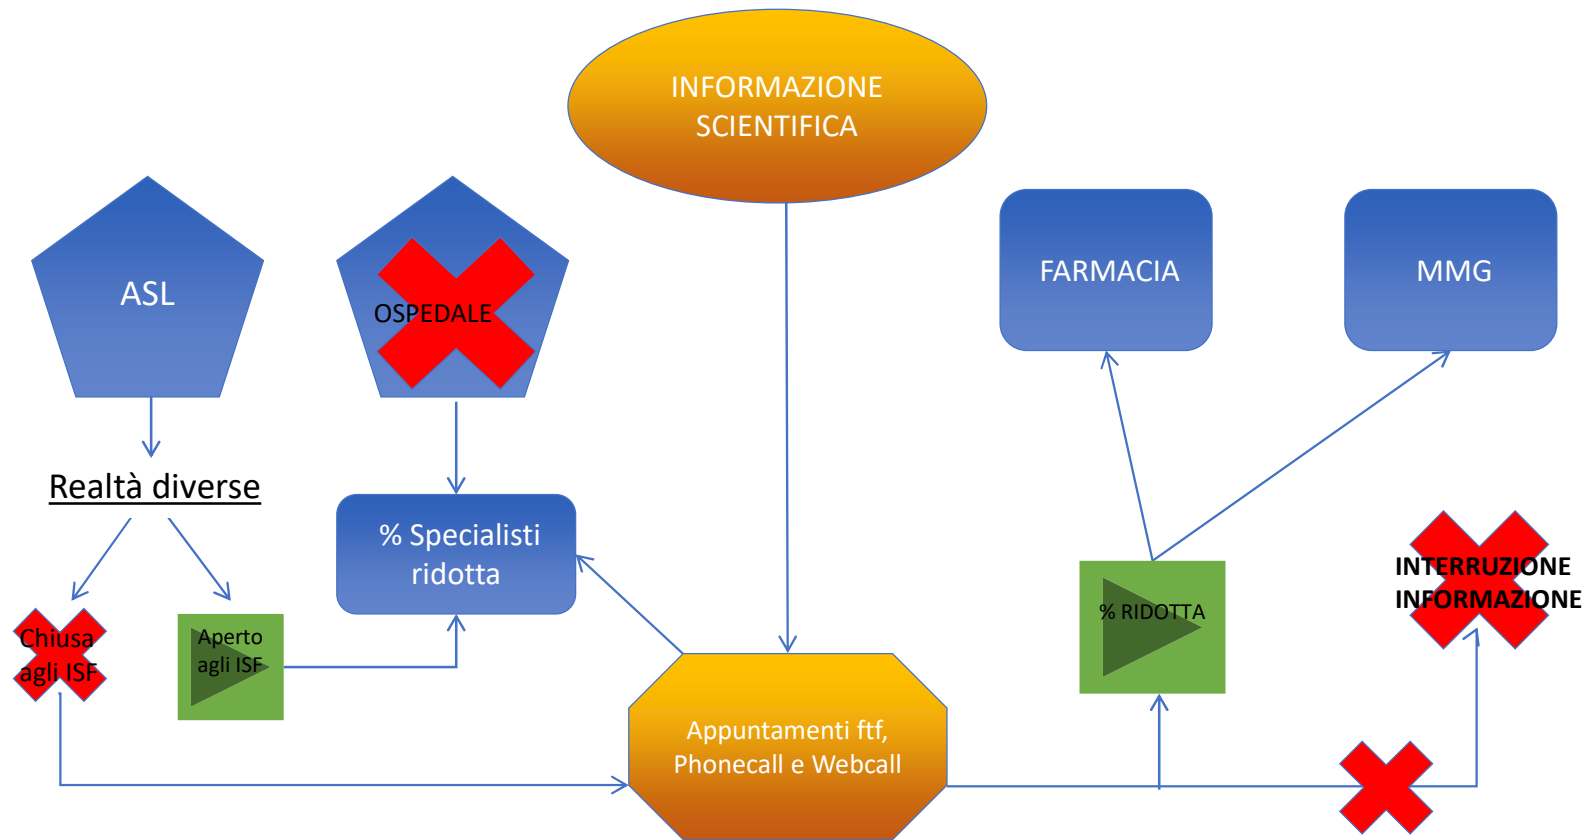 INFORMAZIONE
SCIENTIFICA
ASL
OSPEDALE
FARMACIA
MMG
Realtà diverse
% Specialisti
ridotta
Chiusa
agli ISF
Aperto
agli ISF
% RIDOTTA
INTERRUZIONE
INFORMAZIONE
Appuntamenti ftf,
Phonecall e Webcall